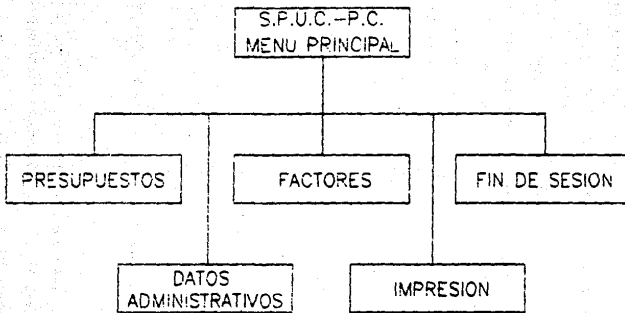 S.P.U.C.-P.C.
MENU PRINCIPAL
PRESUPUESTOS
FACTORES
FIN DE SESION
DATOS
ADMINISTRATIVOS
IMPRESION